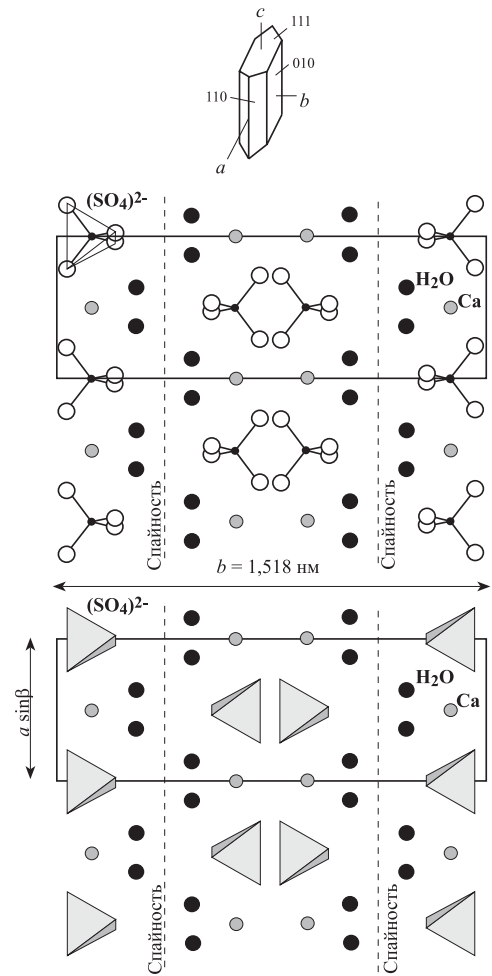 c
111
010
110
b
a
(SO₄)²⁻
H₂O
Ca
Спайность
Спайность
b = 1,518 нм
(SO₄)²⁻
a sinβ
H₂O
Ca
Спайность
Спайность